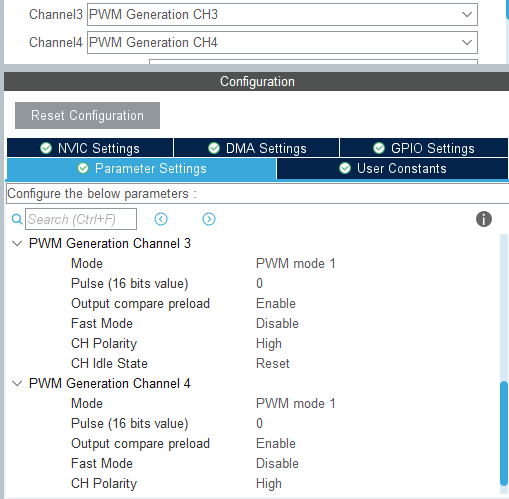 Channel3 PWM Generation CH3
Channel4 PWM Generation CH4
Configuration
Reset Configuration
NVIC Settings DMA Settings GPIO Settings
Parameter Settings User Constants
Configure the below parameters :
Search (Ctrl+F)
PWM Generation Channel 3
Mode PWM mode 1
Pulse (16 bits value) 0
Output compare preload Enable
Fast Mode Disable
CH Polarity High
CH Idle State Reset
PWM Generation Channel 4
Mode PWM mode 1
Pulse (16 bits value) 0
Output compare preload Enable
Fast Mode Disable
CH Polarity High